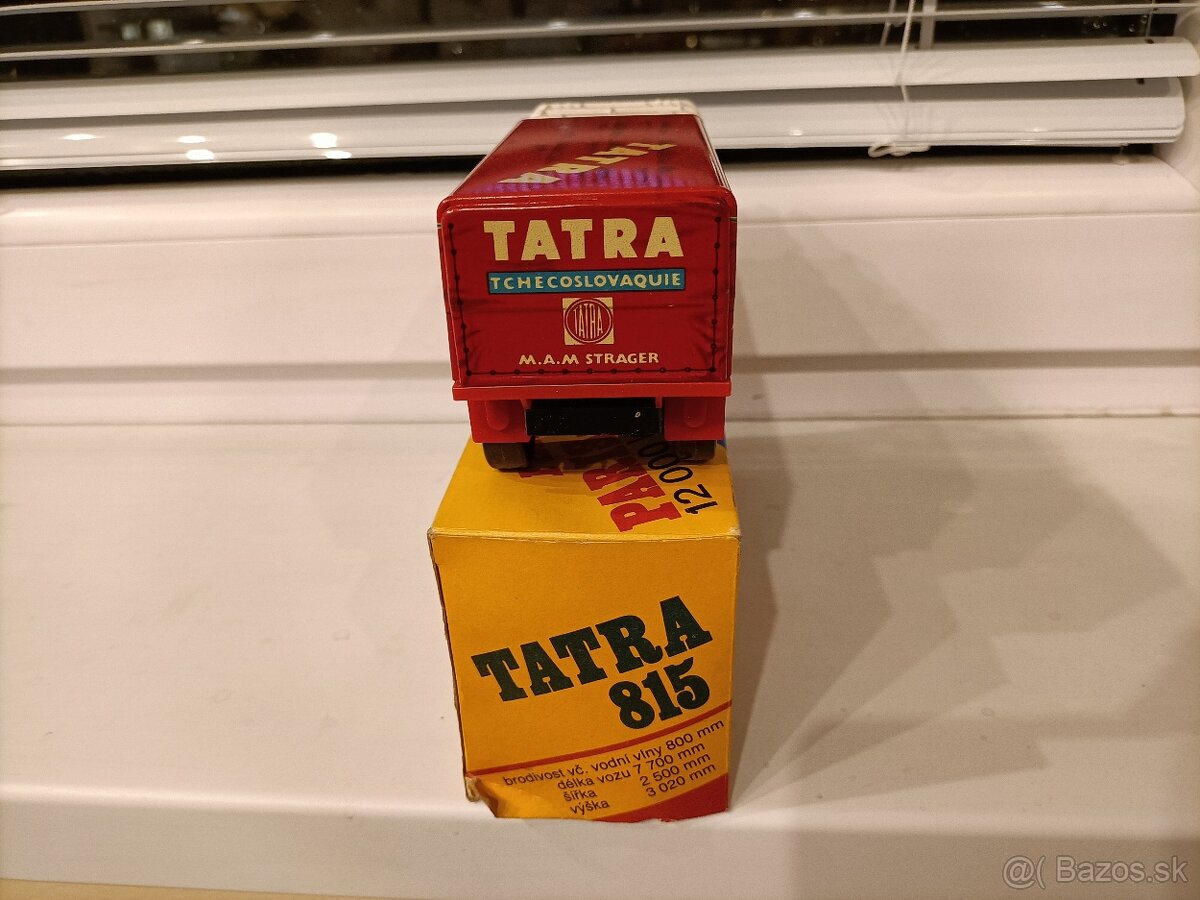 TATRA
TATRA
TCHECOSLOVAQUIE
TATRA
M.A.M STRAGER
12 000
TATRA
815
brodivost vč. vodní vlny 800 mm
délka vozu 7 700 mm
šířka 2 500 mm
výška 3 020 mm
@( Bazos.sk